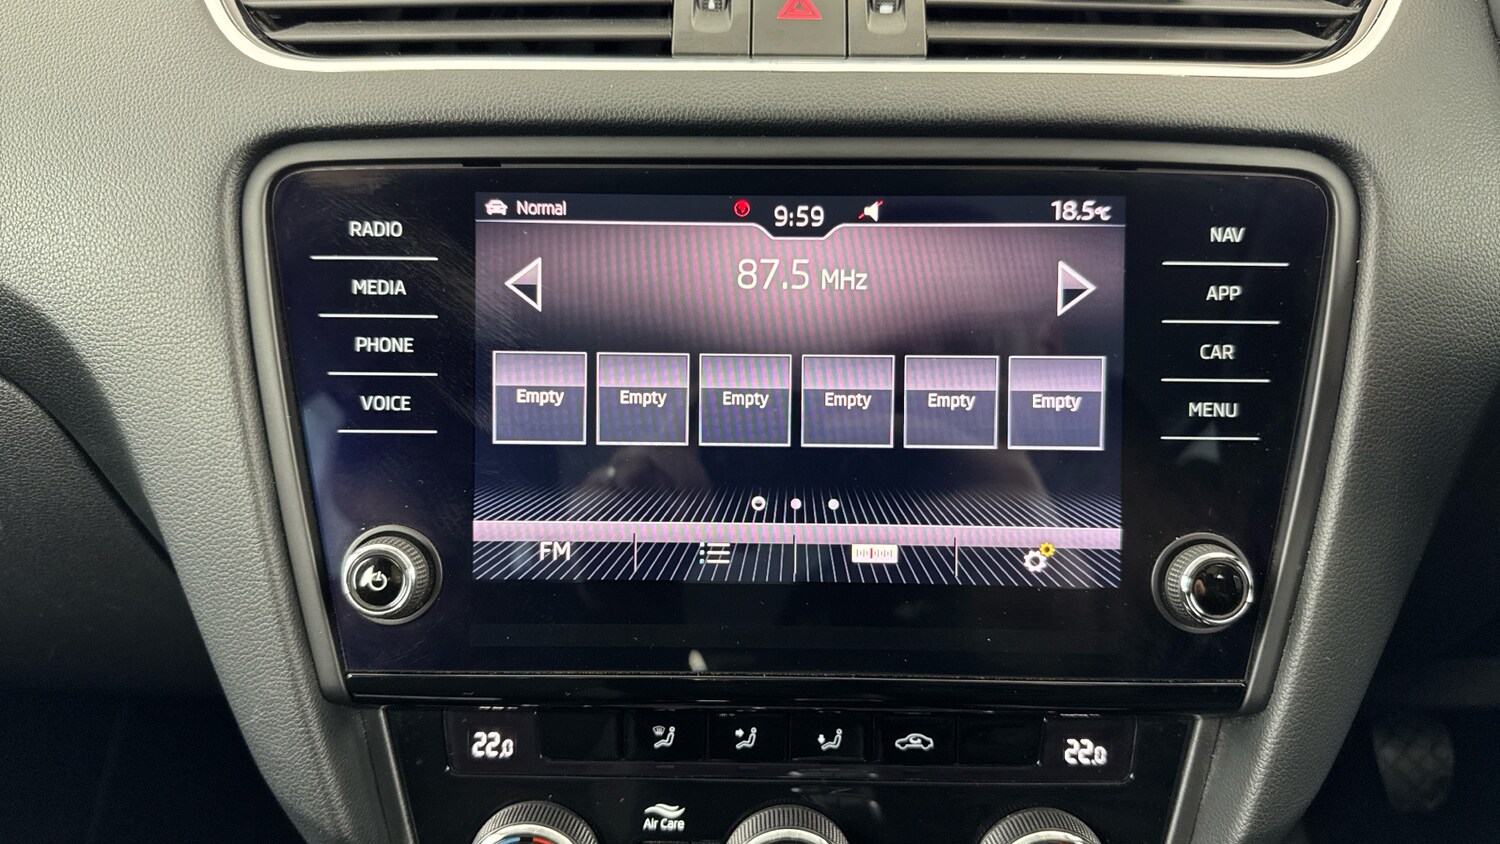 Normal
9:59
18.5°C
RADIO
MEDIA
PHONE
VOICE
87.5 MHz
Empty Empty Empty Empty Empty Empty
FM
NAV
APP
CAR
MENU
22.0
22.0
Air Care